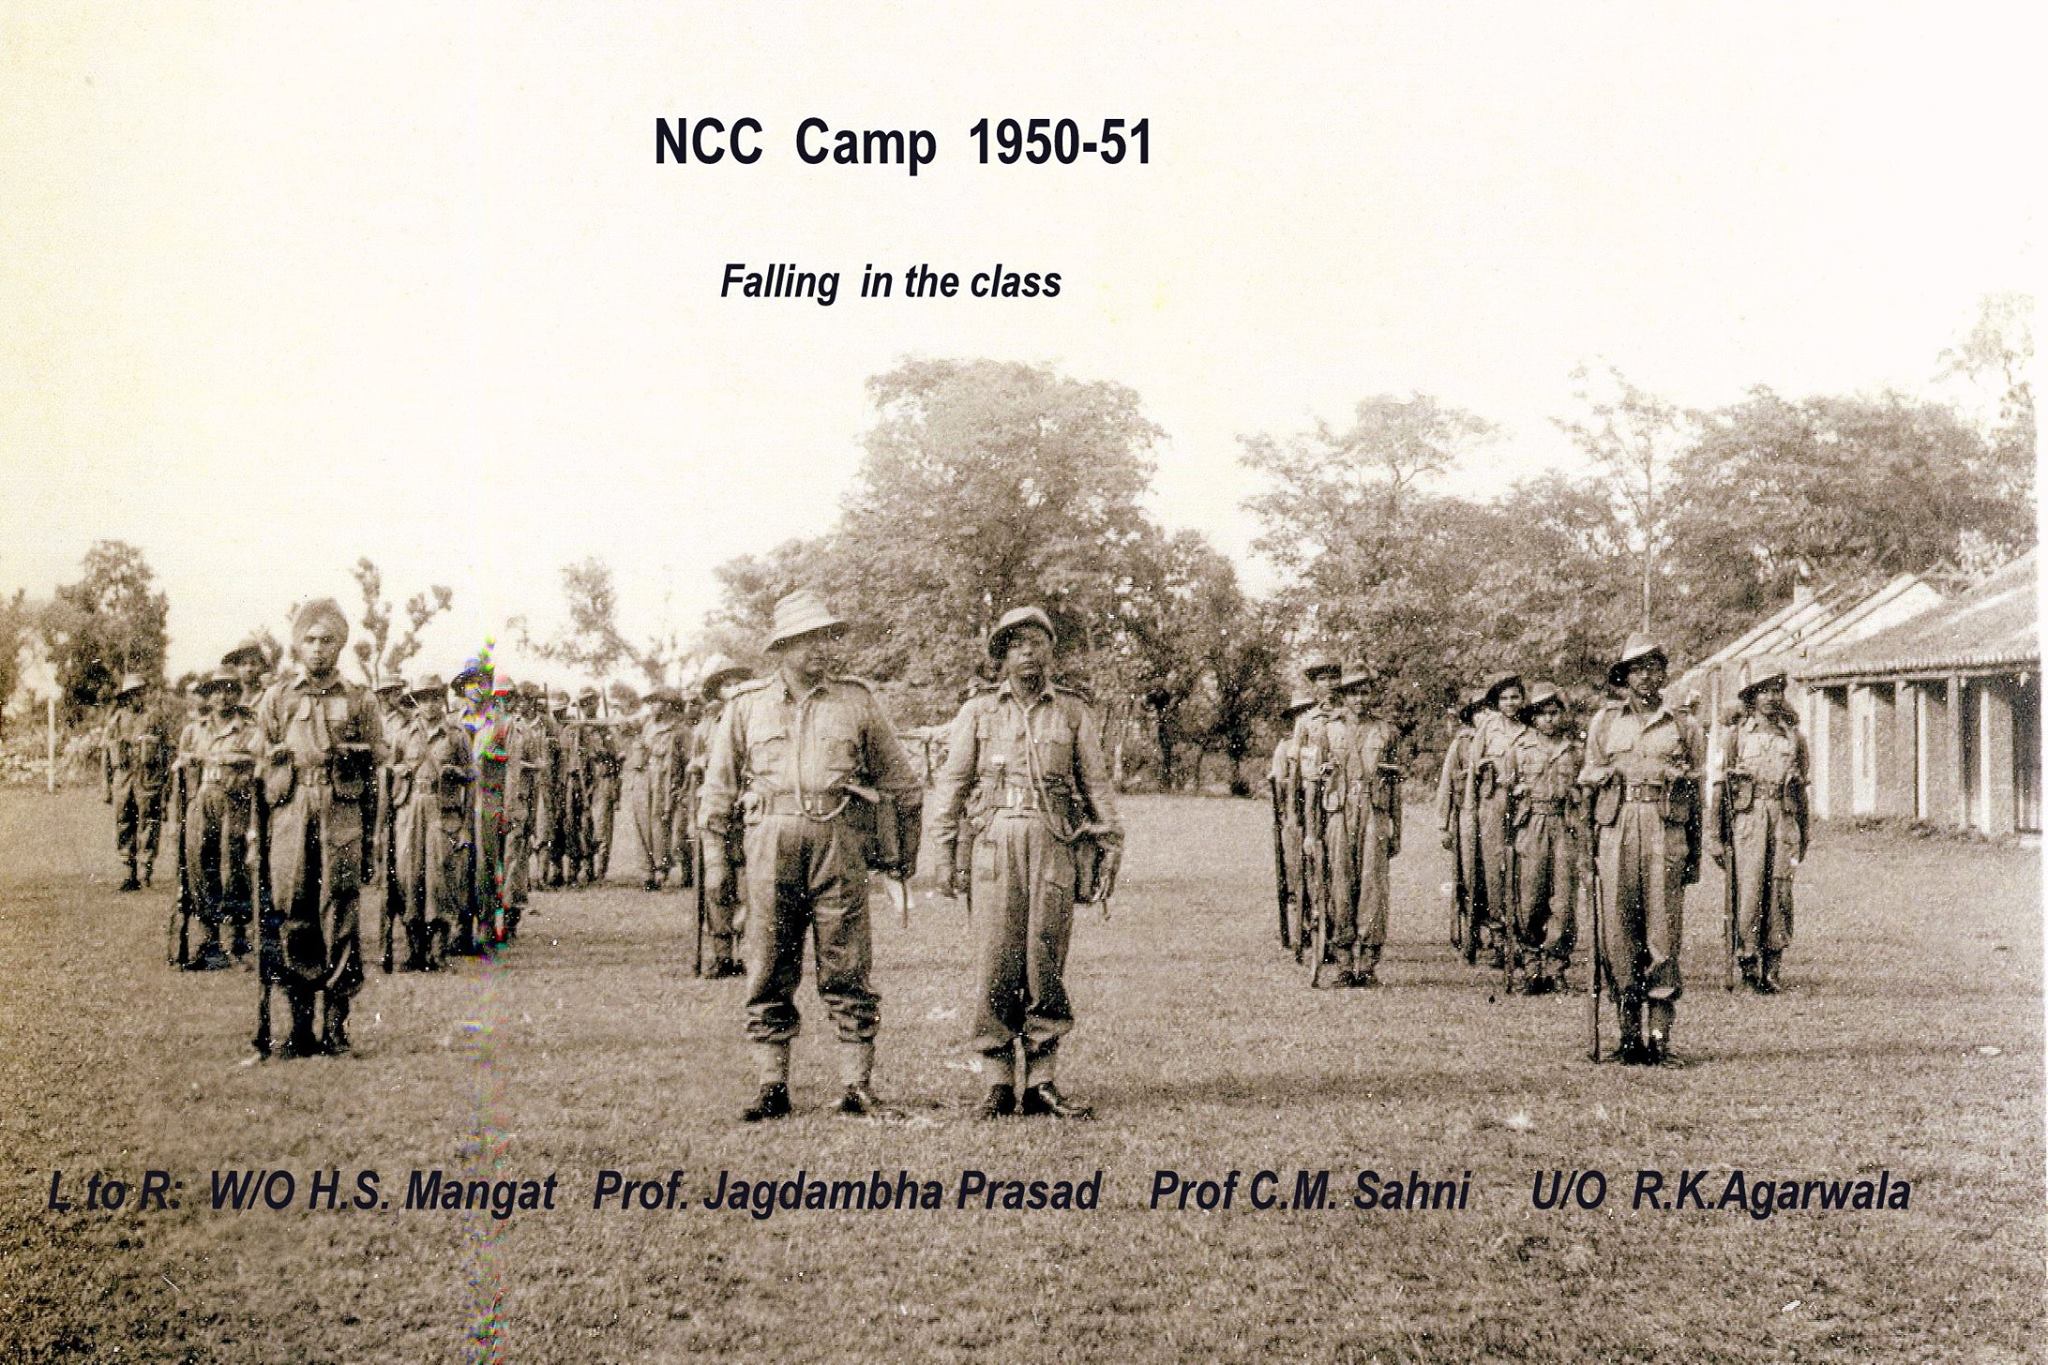 NCC Camp 1950-51
Falling in the class
L to R: W/O H.S. Mangat Prof. Jagdambha Prasad Prof C.M. Sahni U/O R.K.Agarwala